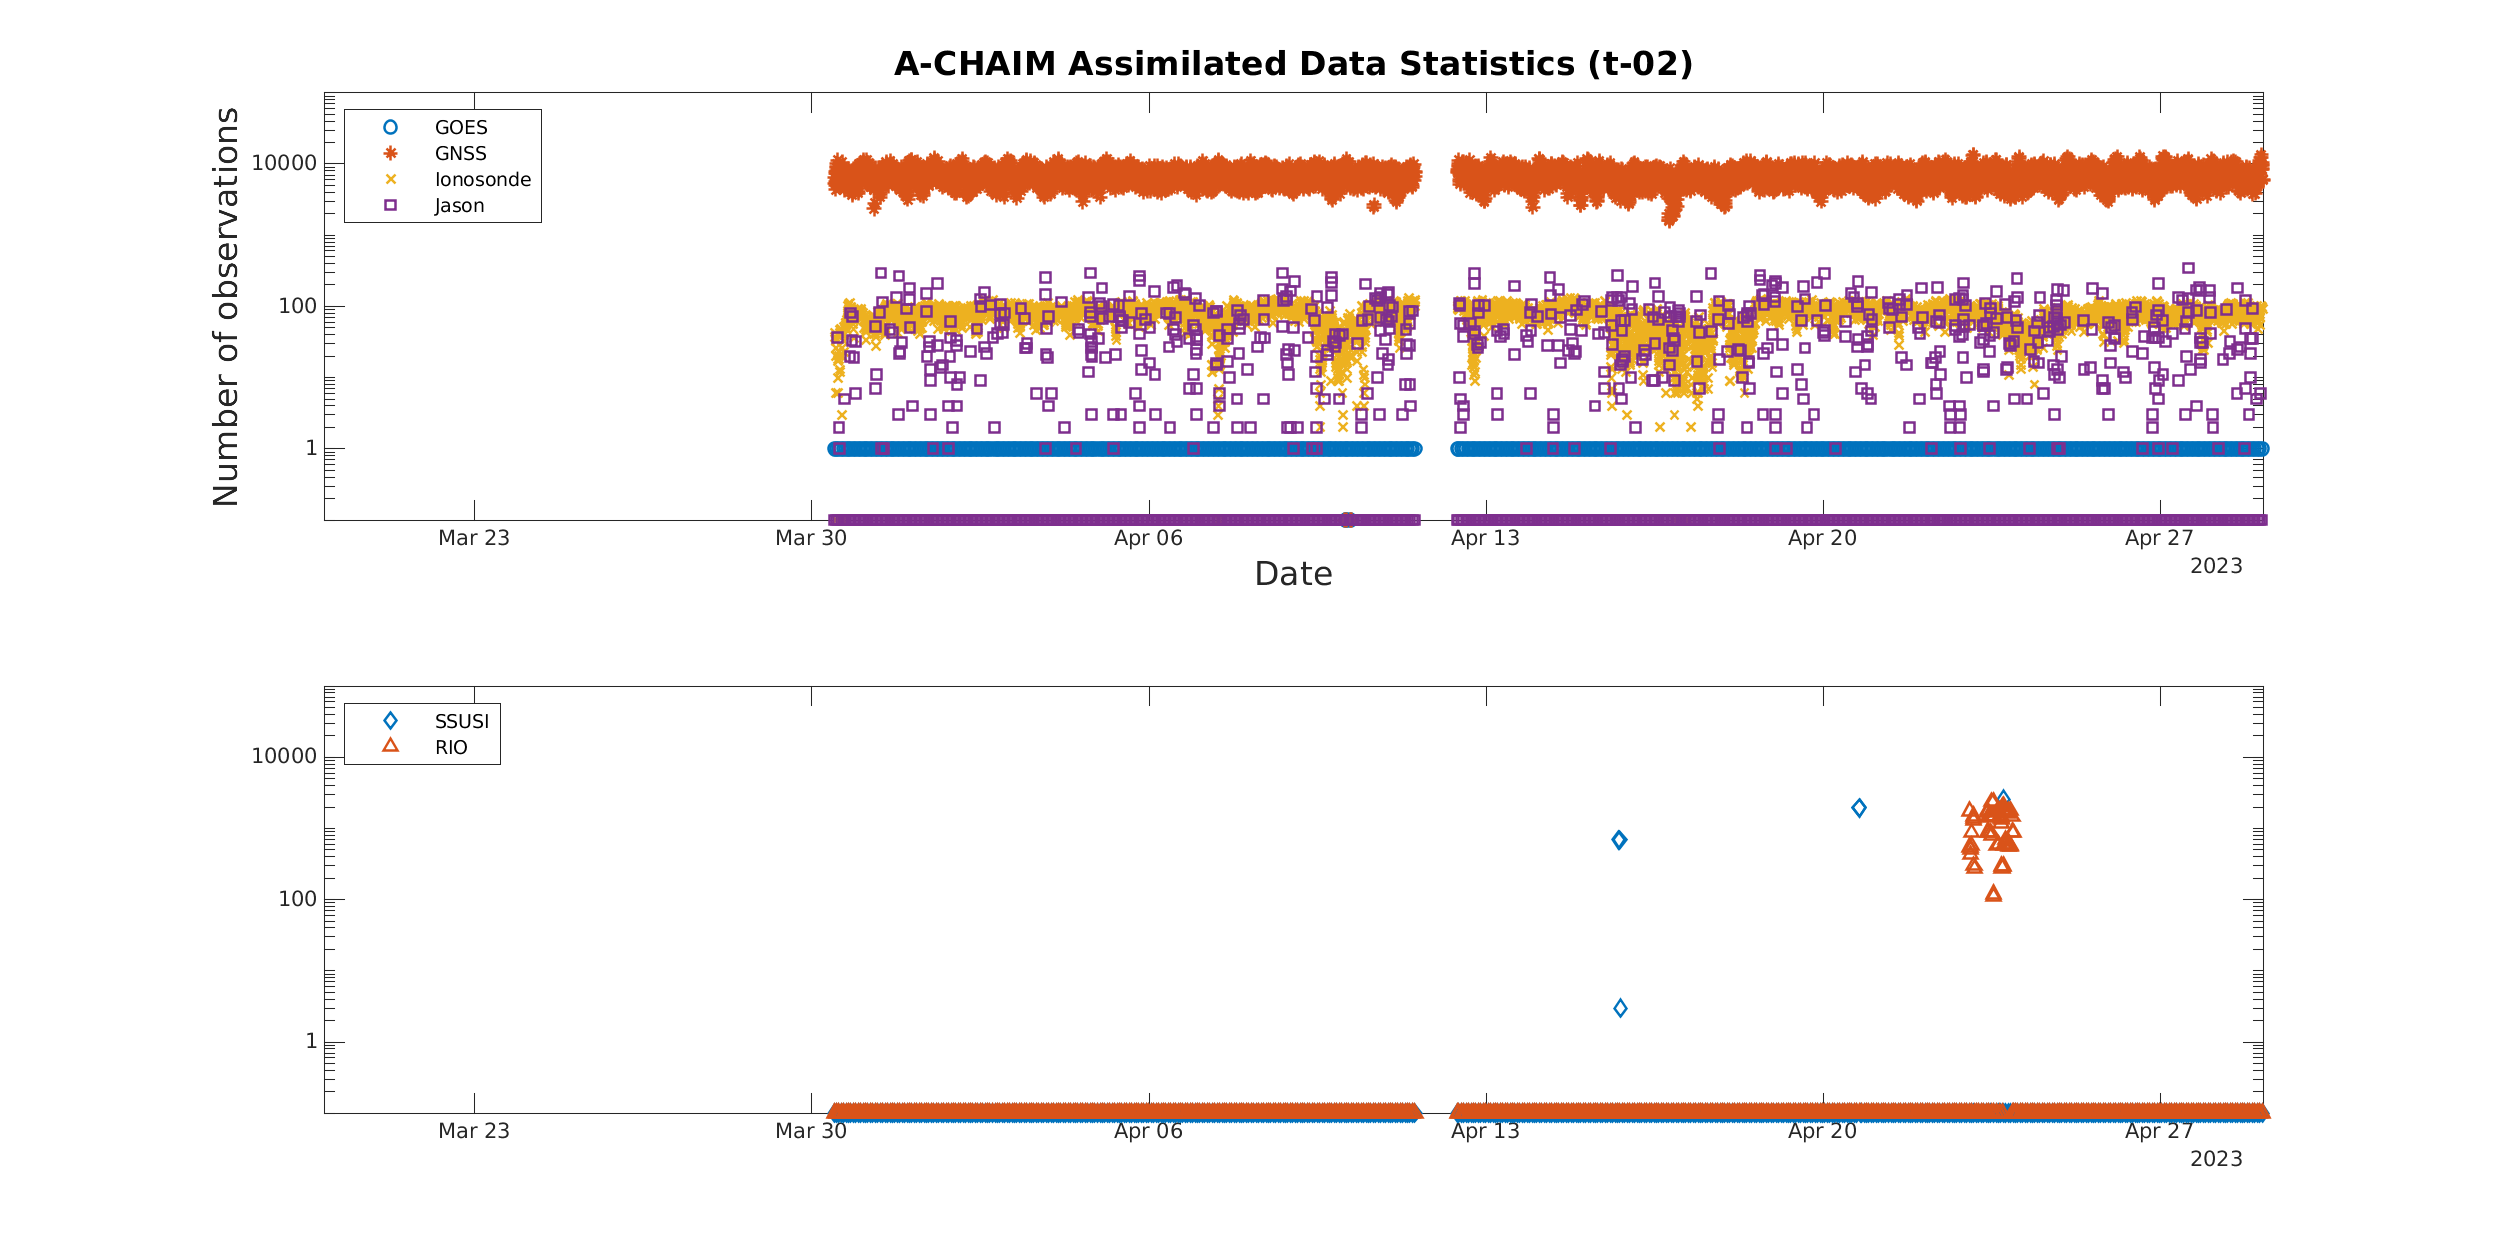 A-CHAIM Assimilated Data Statistics (t-02)
Number of observations
10000
100
1
GOES
GNSS
Ionosonde
Jason
Mar 23
Mar 30
Apr 06
Apr 13
Apr 20
Apr 27
2023
Date
10000
100
1
SSUSI
RIO
Mar 23
Mar 30
Apr 06
Apr 13
Apr 20
Apr 27
2023